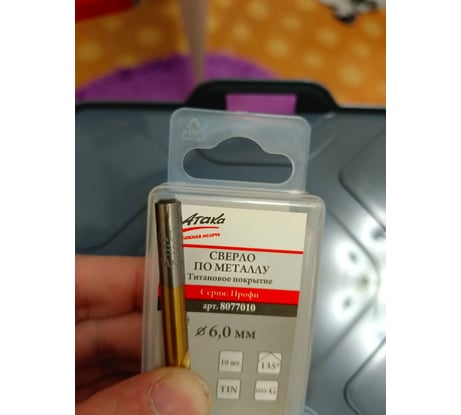 Атака
СВЕРЛО
ПО МЕТАЛЛУ
Титановое покрытие
Серия: Профи
арт. 8077010
⌀ 6,0 мм
10 шт.
135°
TIN